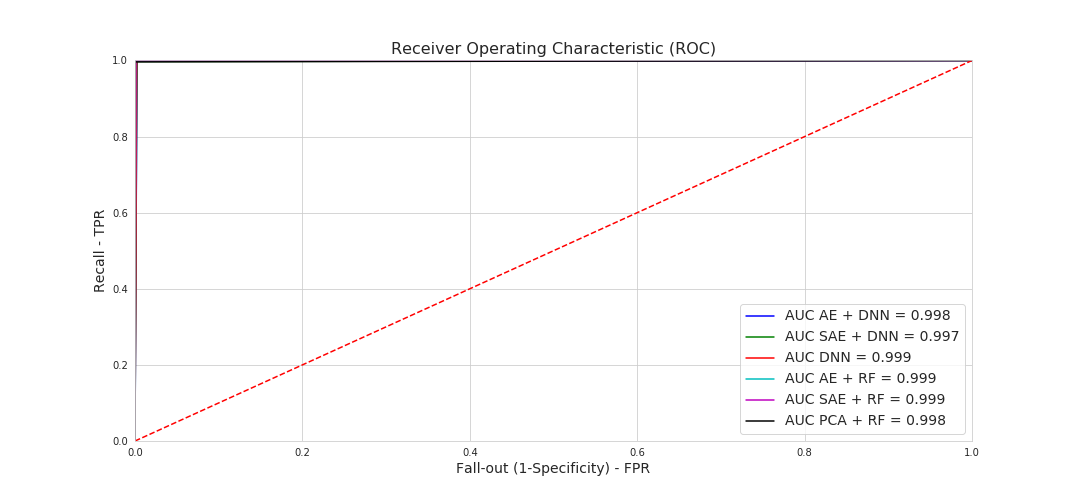 Receiver Operating Characteristic (ROC)
1.0
0.8
0.6
0.4
0.2
0.0
Recall - TPR
0.0 0.2 0.4 0.6 0.8 1.0
Fall-out (1-Specificity) - FPR
AUC AE + DNN = 0.998
AUC SAE + DNN = 0.997
AUC DNN = 0.999
AUC AE + RF = 0.999
AUC SAE + RF = 0.999
AUC PCA + RF = 0.998